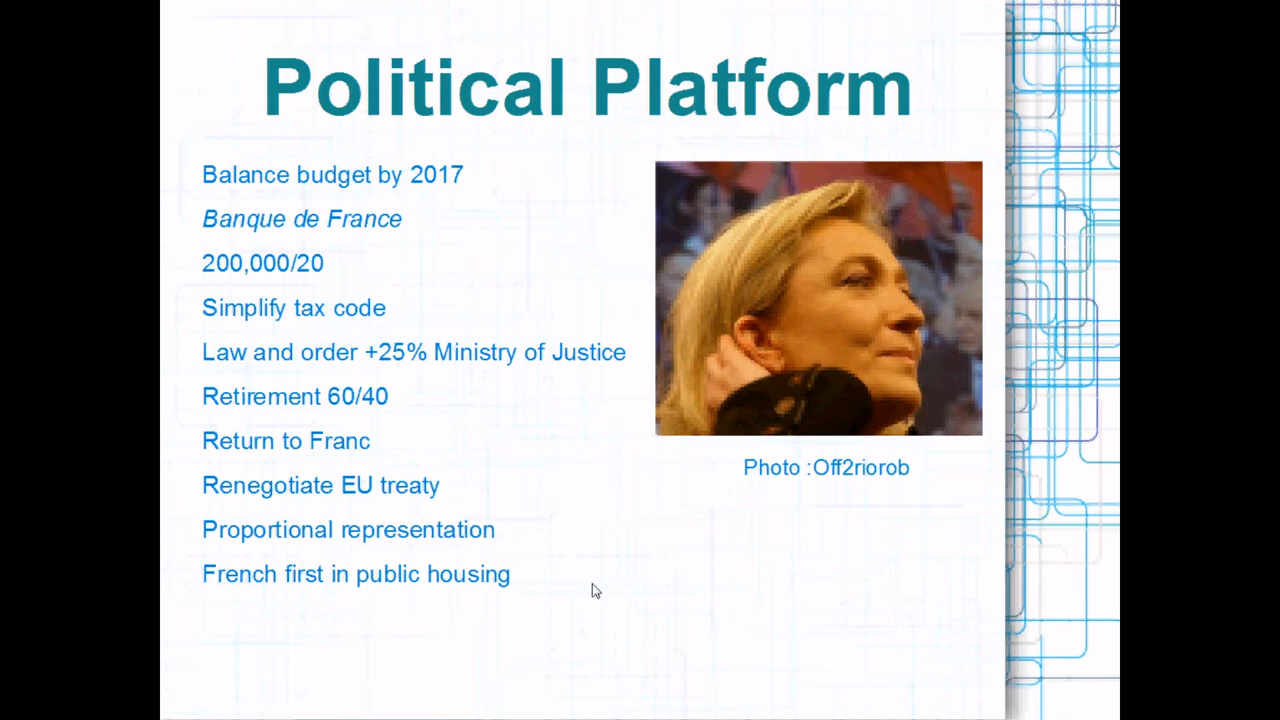 Political Platform
Balance budget by 2017
Banque de France
200,000/20
Simplify tax code
Law and order +25% Ministry of Justice
Retirement 60/40
Return to Franc
Renegotiate EU treaty
Proportional representation
French first in public housing
Photo :Off2riorob